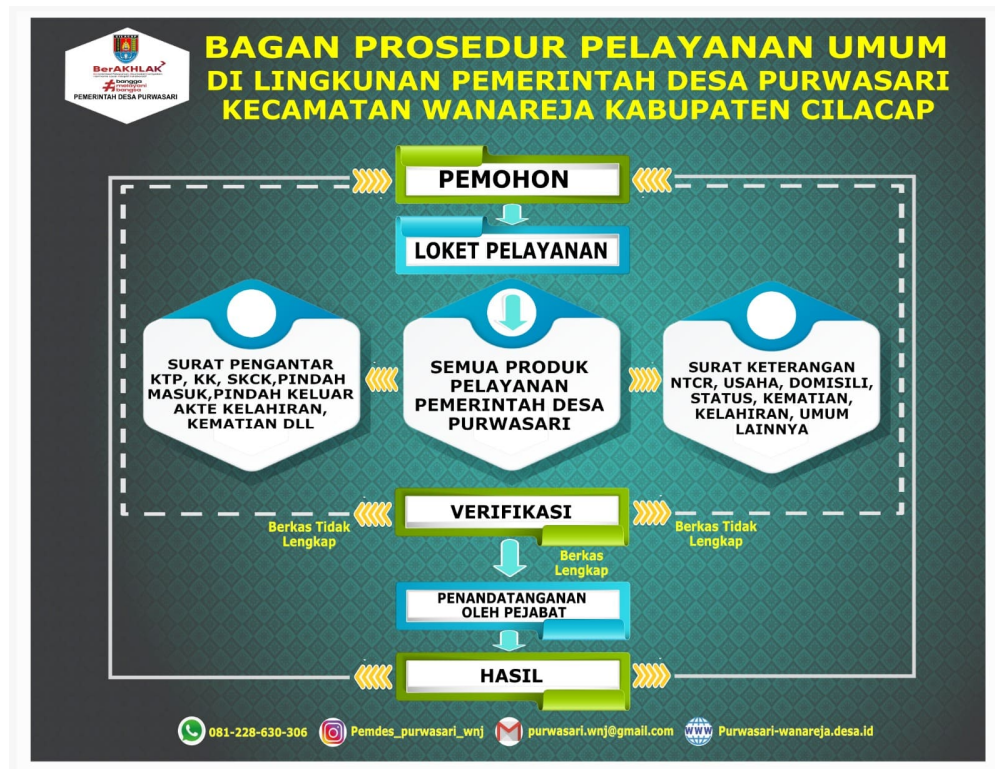 BAGAN PROSEDUR PELAYANAN UMUM
DI LINGKUNAN PEMERINTAH DESA PURWASARI
KECAMATAN WANAREJA KABUPATEN CILACAP
BerAKHLAK
bangga
melayani
bangsa
PEMERINTAH DESA PURWASARI
PEMOHON
LOKET PELAYANAN
SURAT PENGANTAR
KTP, KK, SKCK,PINDAH
MASUK,PINDAH KELUAR
AKTE KELAHIRAN,
KEMATIAN DLL
SEMUA PRODUK
PELAYANAN
PEMERINTAH DESA
PURWASARI
SURAT KETERANGAN
NTCR, USAHA, DOMISILI,
STATUS, KEMATIAN,
KELAHIRAN, UMUM
LAINNYA
VERIFIKASI
Berkas Tidak
Lengkap
Berkas Tidak
Lengkap
Berkas
Lengkap
PENANDATANGANAN
OLEH PEJABAT
HASIL
081-228-630-306
Pemdes_purwasari_wnj
purwasari.wnj@gmail.com
Purwasari-wanareja.desa.id